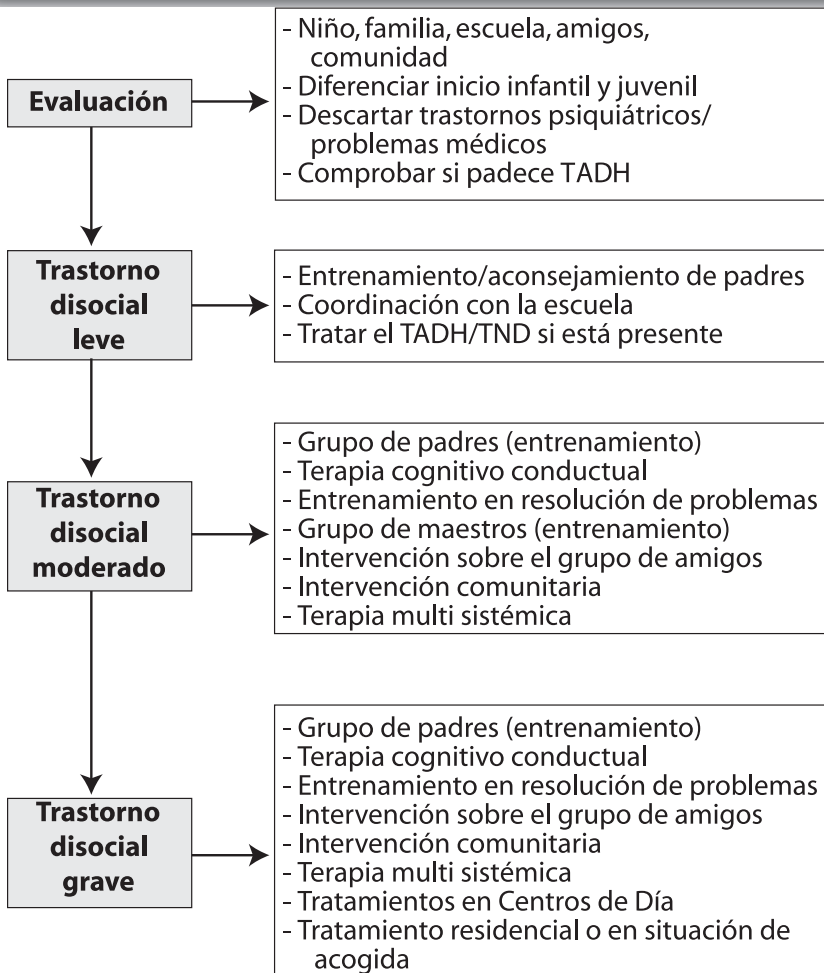 Evaluación
- Niño, familia, escuela, amigos,
comunidad
- Diferenciar inicio infantil y juvenil
- Descartar trastornos psiquiátricos/
problemas médicos
- Comprobar si padece TADH
Trastorno
disocial
leve
- Entrenamiento/aconsejamiento de padres
- Coordinación con la escuela
- Tratar el TADH/TND si está presente
Trastorno
disocial
moderado
- Grupo de padres (entrenamiento)
- Terapia cognitivo conductual
- Entrenamiento en resolución de problemas
- Grupo de maestros (entrenamiento)
- Intervención sobre el grupo de amigos
- Intervención comunitaria
- Terapia multi sistémica
Trastorno
disocial
grave
- Grupo de padres (entrenamiento)
- Terapia cognitivo conductual
- Entrenamiento en resolución de problemas
- Intervención sobre el grupo de amigos
- Intervención comunitaria
- Terapia multi sistémica
- Tratamientos en Centros de Día
- Tratamiento residencial o en situación de
acogida